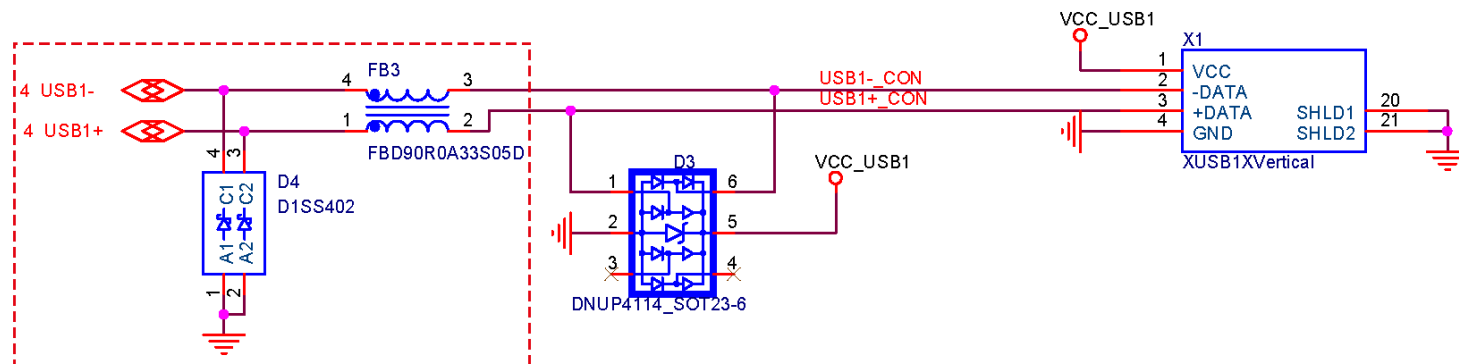 VCC_USB1
X1
FB3
4 USB1-
4
3
USB1-_CON
1
VCC
2
-DATA
USB1+_CON
3
+DATA
SHLD1
20
4 USB1+
1
2
4
GND
SHLD2
21
FBD90R0A33S05D
XUSB1XVertical
4
3
D3
VCC_USB1
D4
D1SS402
C1
C2
A1
A2
1
6
2
5
3
4
1
2
DNUP4114_SOT23-6